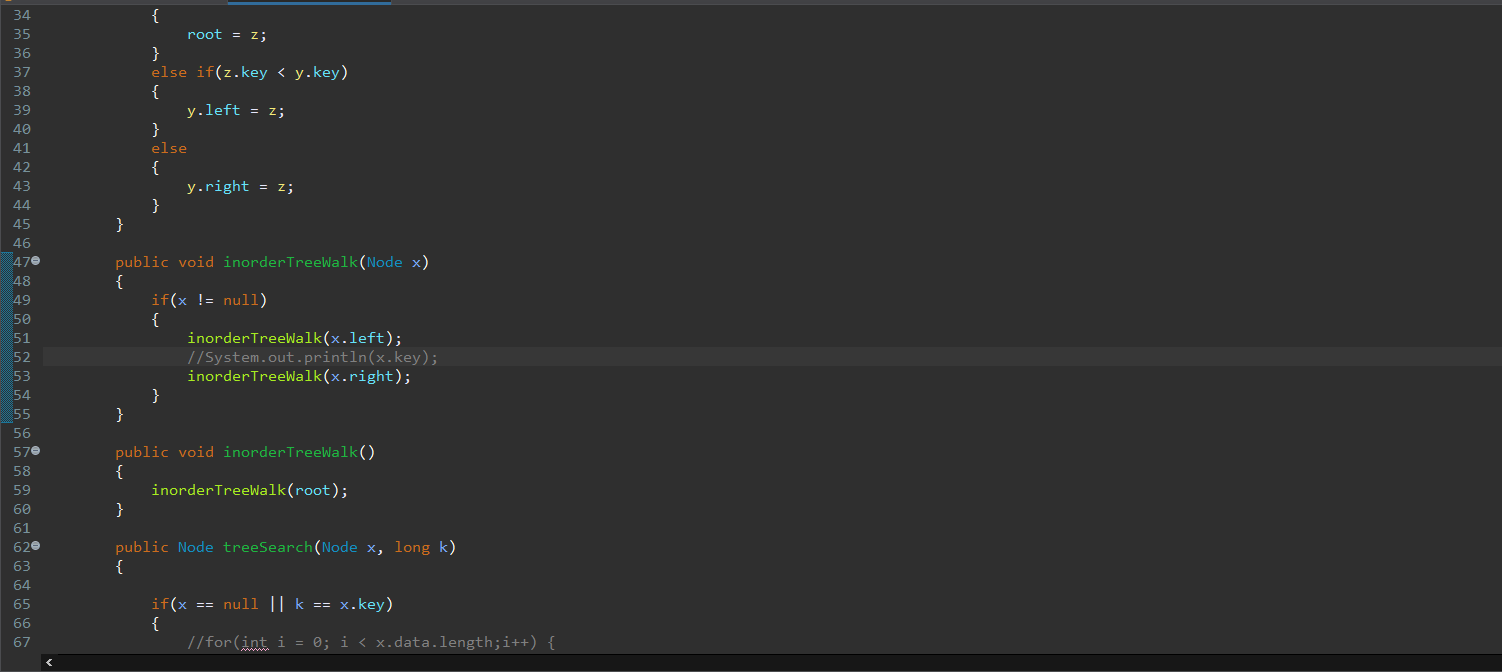 34 {
35 root = z;
36 }
37 else if(z.key < y.key)
38 {
39 y.left = z;
40 }
41 else
42 {
43 y.right = z;
44 }
45 }
46
47 public void inorderTreeWalk(Node x)
48 {
49 if(x != null)
50 {
51 inorderTreeWalk(x.left);
52 //System.out.println(x.key);
53 inorderTreeWalk(x.right);
54 }
55 }
56
57 public void inorderTreeWalk()
58 {
59 inorderTreeWalk(root);
60 }
61
62 public Node treeSearch(Node x, long k)
63 {
64
65 if(x == null || k == x.key)
66 {
67 //for(int i = 0; i < x.data.length;i++) {